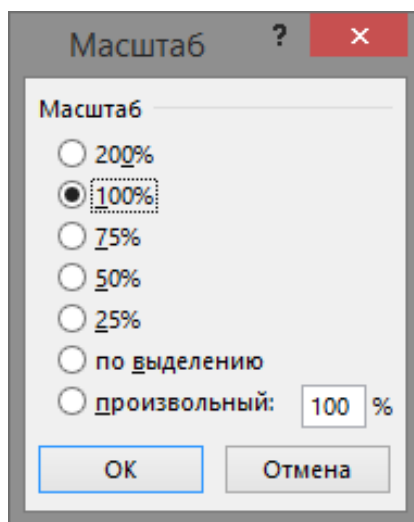 Масштаб ? ×
Масштаб
200%
100%
75%
50%
25%
по выделению
произвольный: 100 %
ОК Отмена